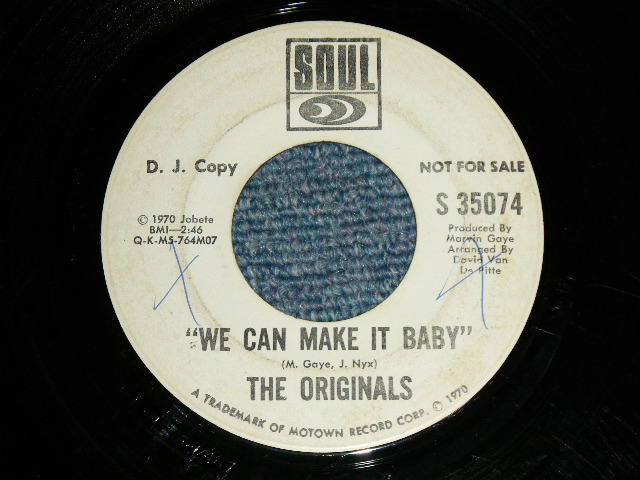 SOUL
D. J. Copy
NOT FOR SALE
S 35074
© 1970 Jobete
BMI—2:46
Q-K-M5-764M07
Produced By
Marvin Gaye
Arranged By
David Van
De Pitte
"WE CAN MAKE IT BABY"
(M. Gaye, J. Nyx)
THE ORIGINALS
A TRADEMARK OF MOTOWN RECORD CORP. © 1970